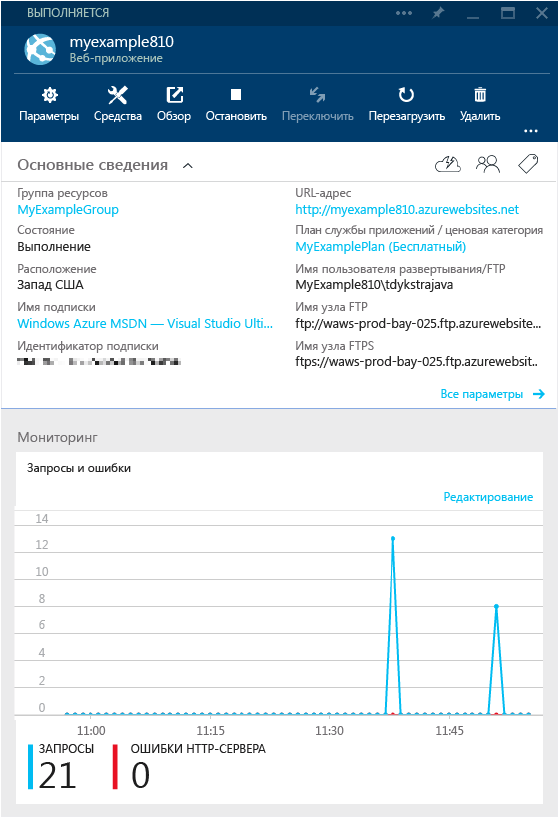 ВЫПОЛНЯЕТСЯ
myexample810
Веб-приложение
Параметры Средства Обзор Остановить Переключить Перезагрузить Удалить
Основные сведения
Группа ресурсов
MyExampleGroup
Состояние
Выполнение
Расположение
Запад США
Имя подписки
Windows Azure MSDN — Visual Studio Ulti...
Идентификатор подписки
URL-адрес
http://myexample810.azurewebsites.net
План службы приложений / ценовая категория
MyExamplePlan (Бесплатный)
Имя пользователя развертывания/FTP
MyExample810\tdykstrajava
Имя узла FTP
ftp://waws-prod-bay-025.ftp.azurewebsite...
Имя узла FTPS
ftps://waws-prod-bay-025.ftp.azurewebsit..
Все параметры
Мониторинг
Запросы и ошибки
Редактирование
14
12
10
8
6
4
2
0
11:00 11:15 11:30 11:45
ЗАПРОСЫ
21
ОШИБКИ HTTP-СЕРВЕРА
0